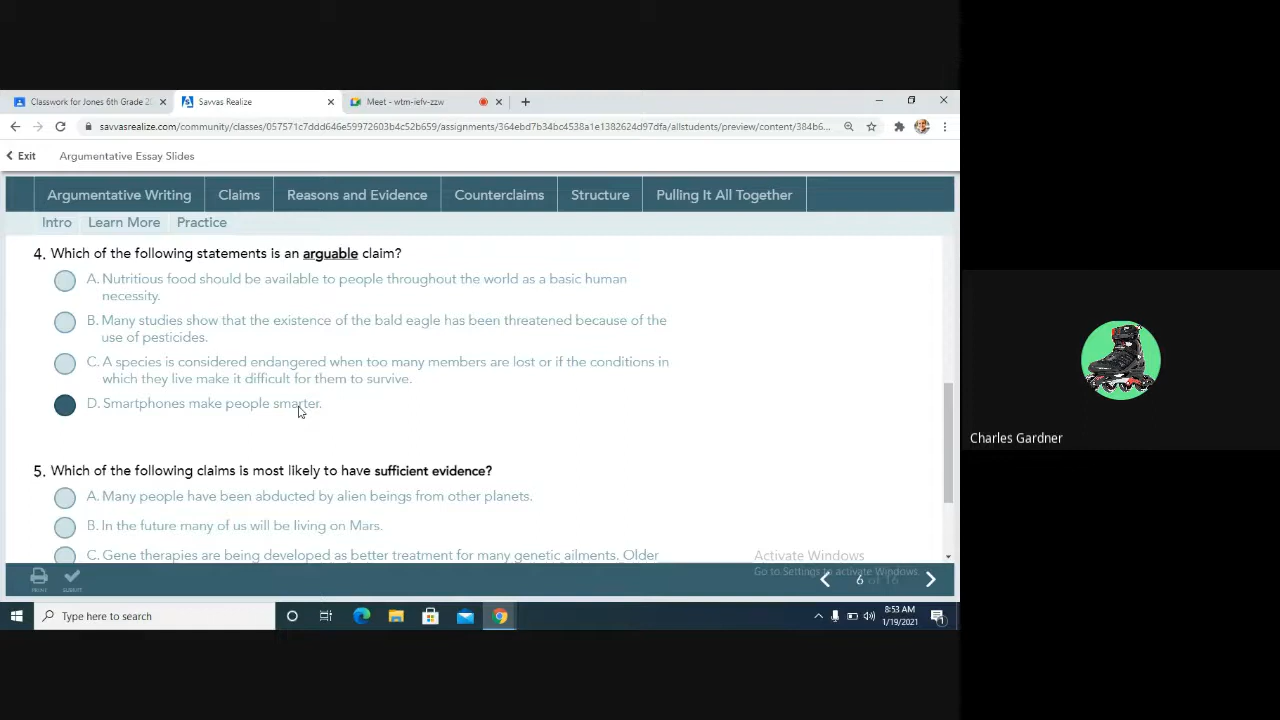 Classwork for Jones 6th Grade 2
Savvas Realize
Meet - wtm-iefv-zzw
savvasrealize.com/community/classes/057571c7ddd646e59972603b4c52b659/assignments/364ebd7b34bc4538a1e1382624d97dfa/allstudents/preview/content/384b6...
Exit
Argumentative Essay Slides
Argumentative Writing
Claims
Reasons and Evidence
Counterclaims
Structure
Pulling It All Together
Intro
Learn More
Practice
4. Which of the following statements is an arguable claim?
A. Nutritious food should be available to people throughout the world as a basic human
necessity.
B. Many studies show that the existence of the bald eagle has been threatened because of the
use of pesticides.
C. A species is considered endangered when too many members are lost or if the conditions in
which they live make it difficult for them to survive.
D. Smartphones make people smarter.
5. Which of the following claims is most likely to have sufficient evidence?
A. Many people have been abducted by alien beings from other planets.
B. In the future many of us will be living on Mars.
C. Gene therapies are being developed as better treatment for many genetic ailments. Older
Activate Windows
Go to Settings to activate Windows.
PRINT
SUBMIT
6 of 16
Type here to search
8:53 AM
1/19/2021
1
Charles Gardner